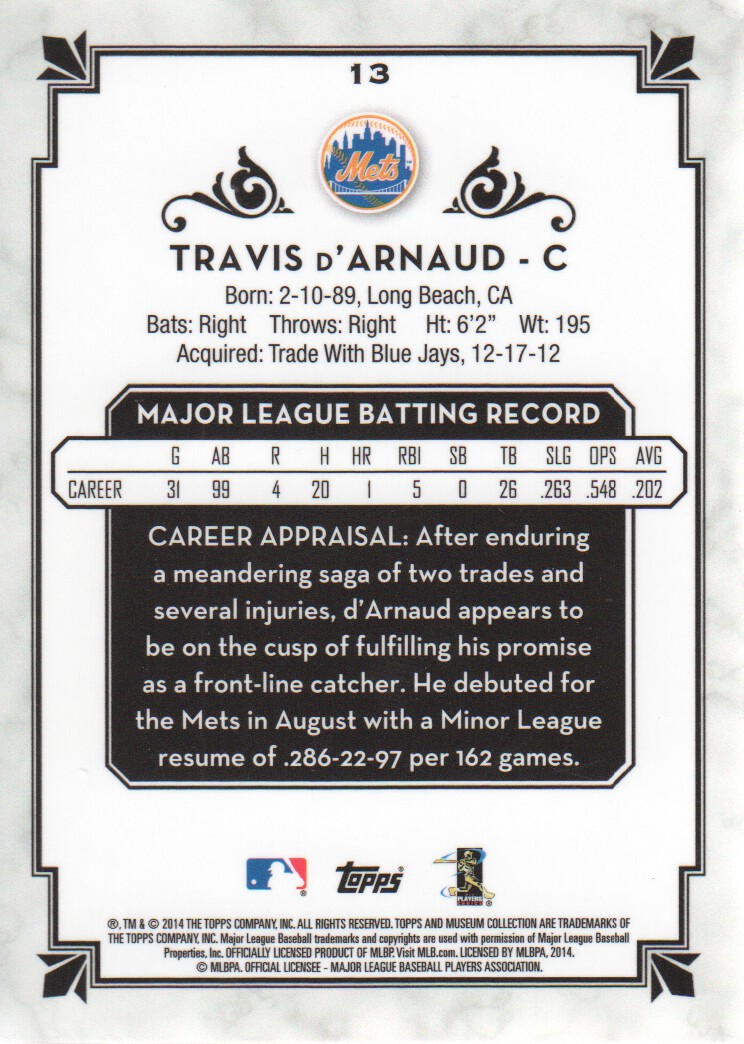 13
Mets
TRAVIS D'ARNAUD - C
Born: 2-10-89, Long Beach, CA
Bats: Right Throws: Right Ht: 6'2" Wt: 195
Acquired: Trade With Blue Jays, 12-17-12
MAJOR LEAGUE BATTING RECORD
G AB R H HR RBI SB TB SLG OPS AVG
CAREER 31 99 4 20 1 5 0 26 .263 .548 .202
CAREER APPRAISAL: After enduring
a meandering saga of two trades and
several injuries, d'Arnaud appears to
be on the cusp of fulfilling his promise
as a front-line catcher. He debuted for
the Mets in August with a Minor League
resume of .286-22-97 per 162 games.
Topps
PLAYERS
®, TM & © 2014 THE TOPPS COMPANY, INC. ALL RIGHTS RESERVED. TOPPS AND MUSEUM COLLECTION ARE TRADEMARKS OF
THE TOPPS COMPANY, INC. Major League Baseball trademarks and copyrights are used with permission of Major League Baseball
Properties, Inc. OFFICIALLY LICENSED PRODUCT OF MLBP. Visit MLB.com. LICENSED BY MLBPA, 2014.
© MLBPA. OFFICIAL LICENSEE - MAJOR LEAGUE BASEBALL PLAYERS ASSOCIATION.